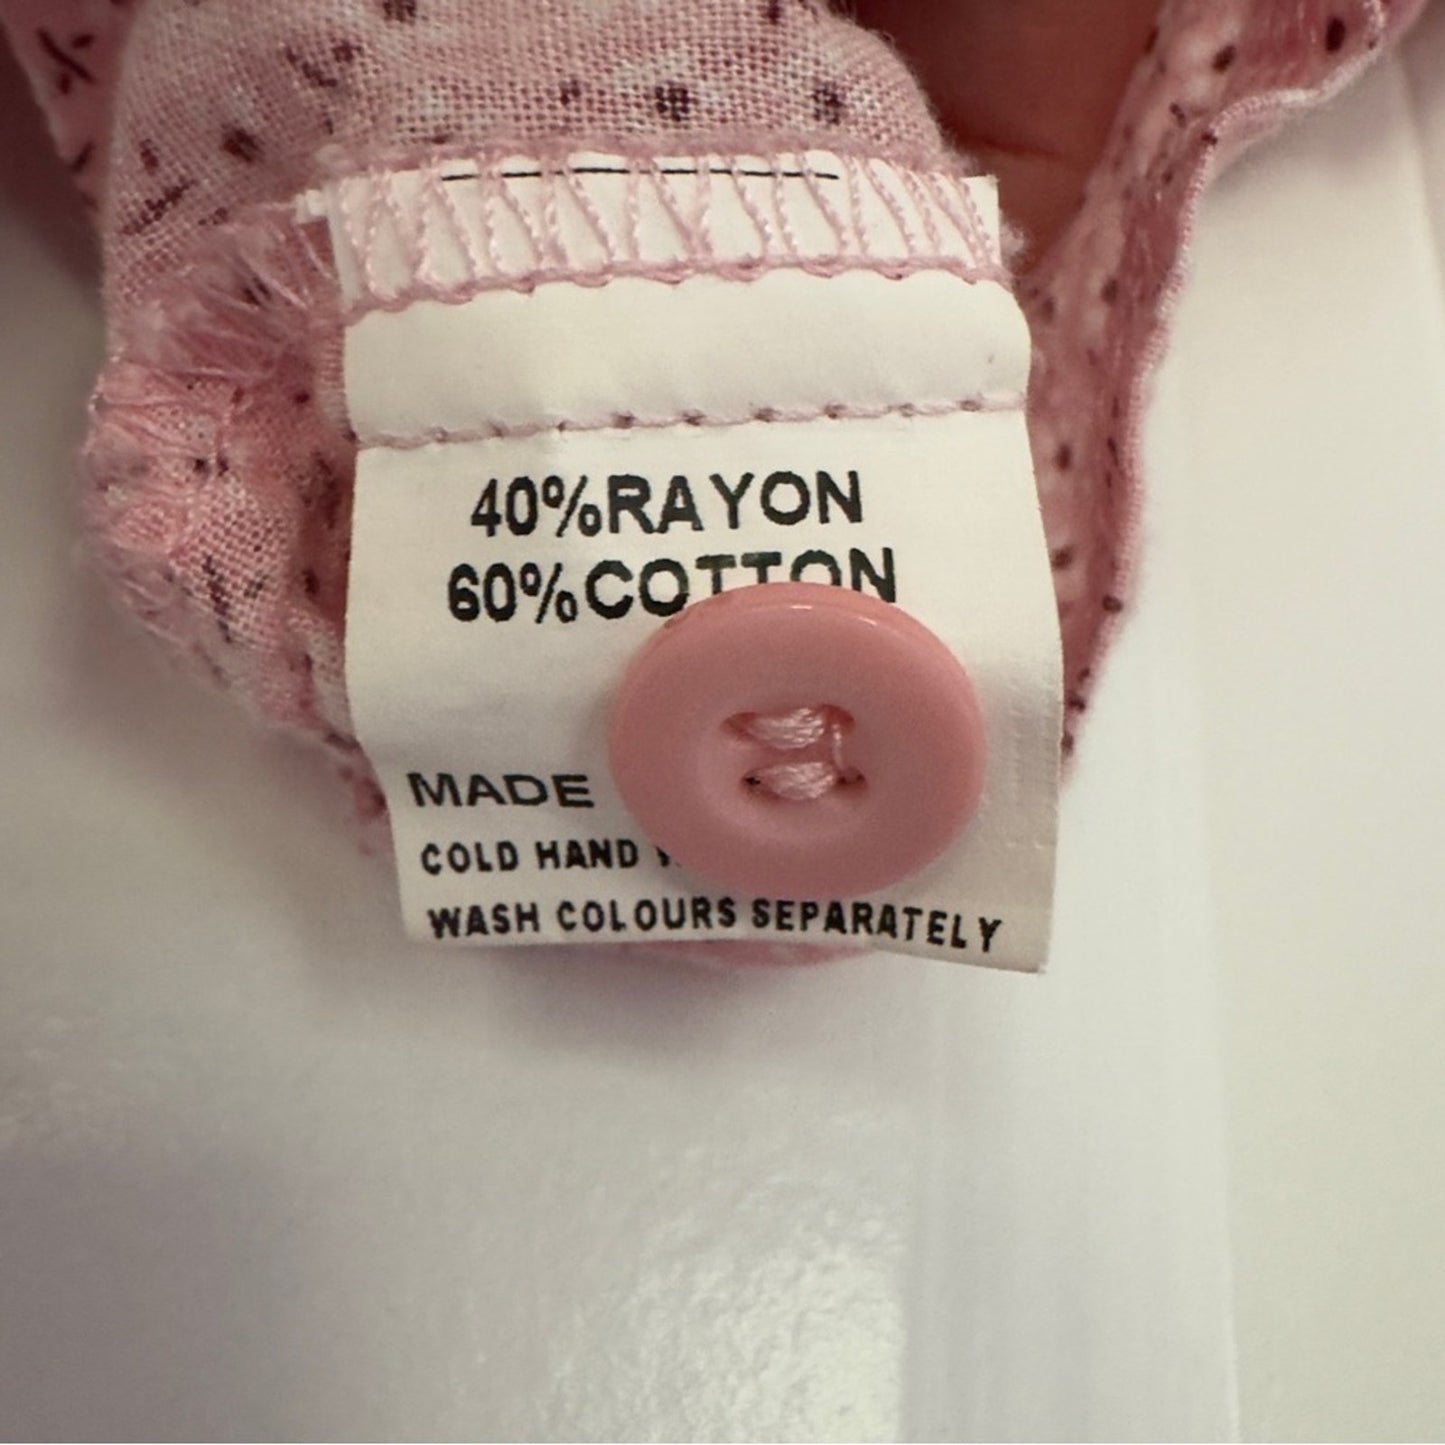 40%RAYON
60%COTTON
MADE
COLD HAND
WASH COLOURS SEPARATELY